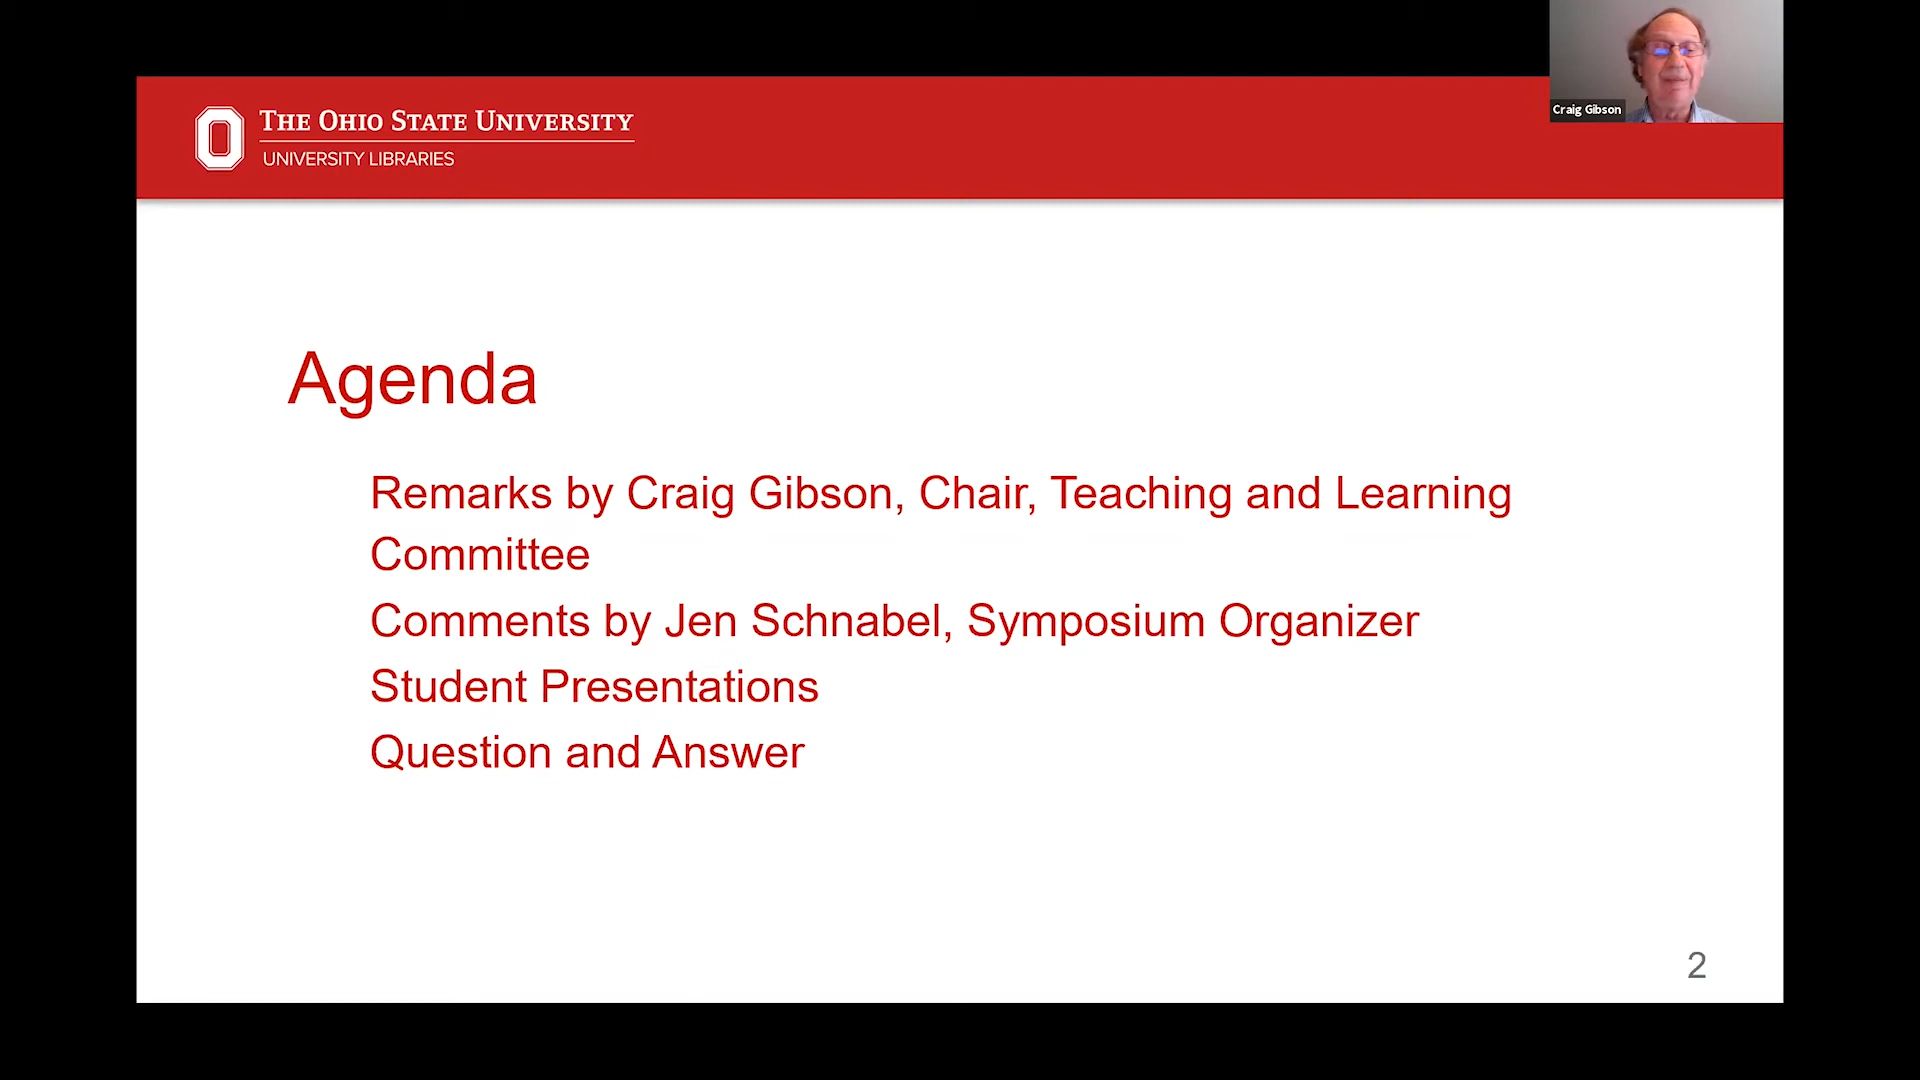 THE OHIO STATE UNIVERSITY
UNIVERSITY LIBRARIES
Craig Gibson
Agenda
Remarks by Craig Gibson, Chair, Teaching and Learning
Committee
Comments by Jen Schnabel, Symposium Organizer
Student Presentations
Question and Answer
2